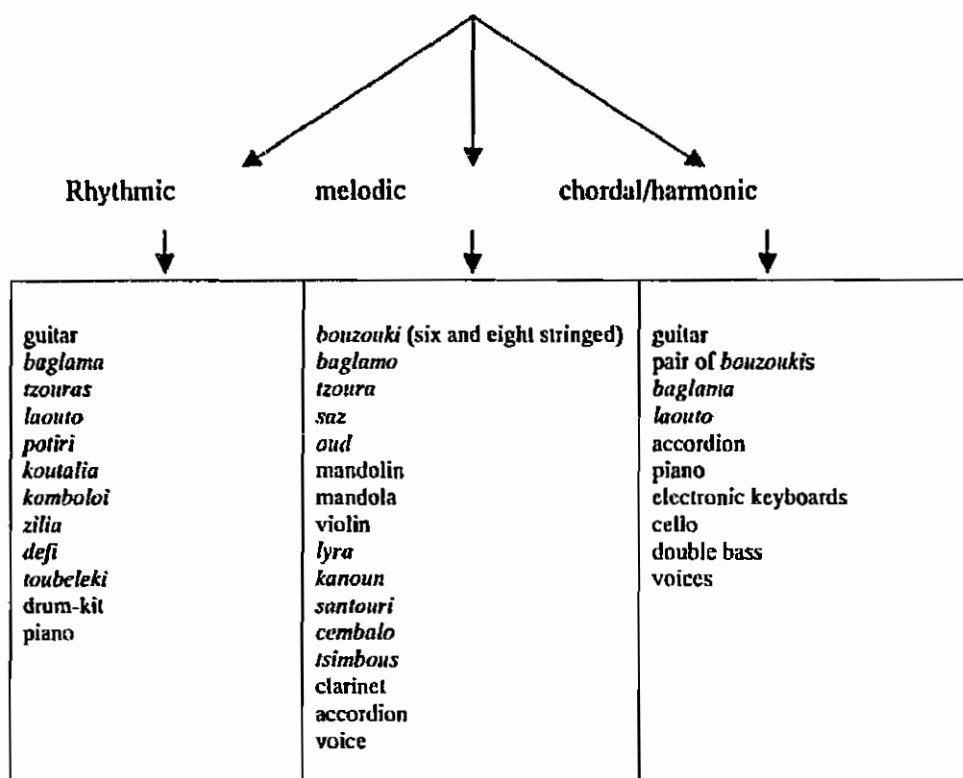 Rhythmic melodic chordal/harmonic
guitar
baglama
tzouras
laouto
potiri
koutalia
komboloi
zilia
defi
toubeleki
drum-kit
piano
bouzouki (six and eight stringed)
baglamo
tzoura
saz
oud
mandolin
mandola
violin
lyra
kanoun
santouri
cembalo
tsimbous
clarinet
accordion
voice
guitar
pair of bouzoukis
baglama
laouto
accordion
piano
electronic keyboards
cello
double bass
voices